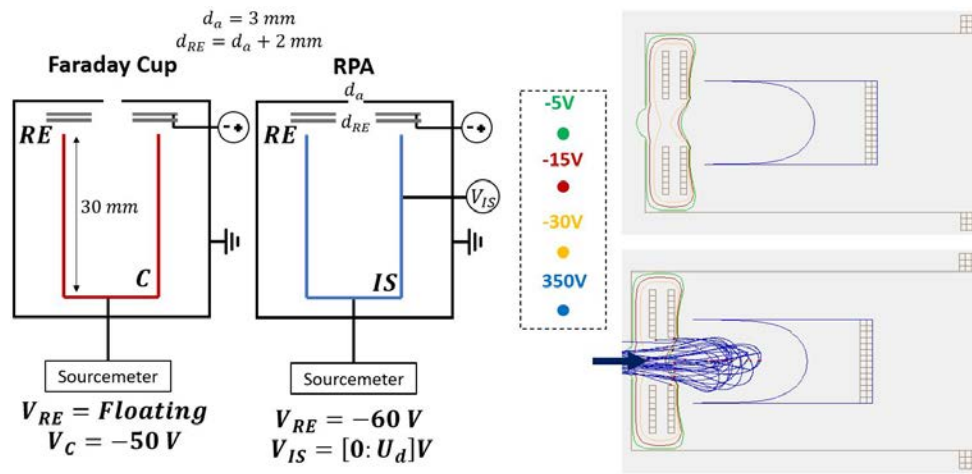 d_a = 3 mm
d_RE = d_a + 2 mm
Faraday Cup
RE
30 mm
C
- +
Sourcemeter
V_RE = Floating
V_C = −50 V
RPA
d_a
d_RE
RE
IS
- +
V_IS
Sourcemeter
V_RE = −60 V
V_IS = [0: U_d]V
-5V
-15V
-30V
350V